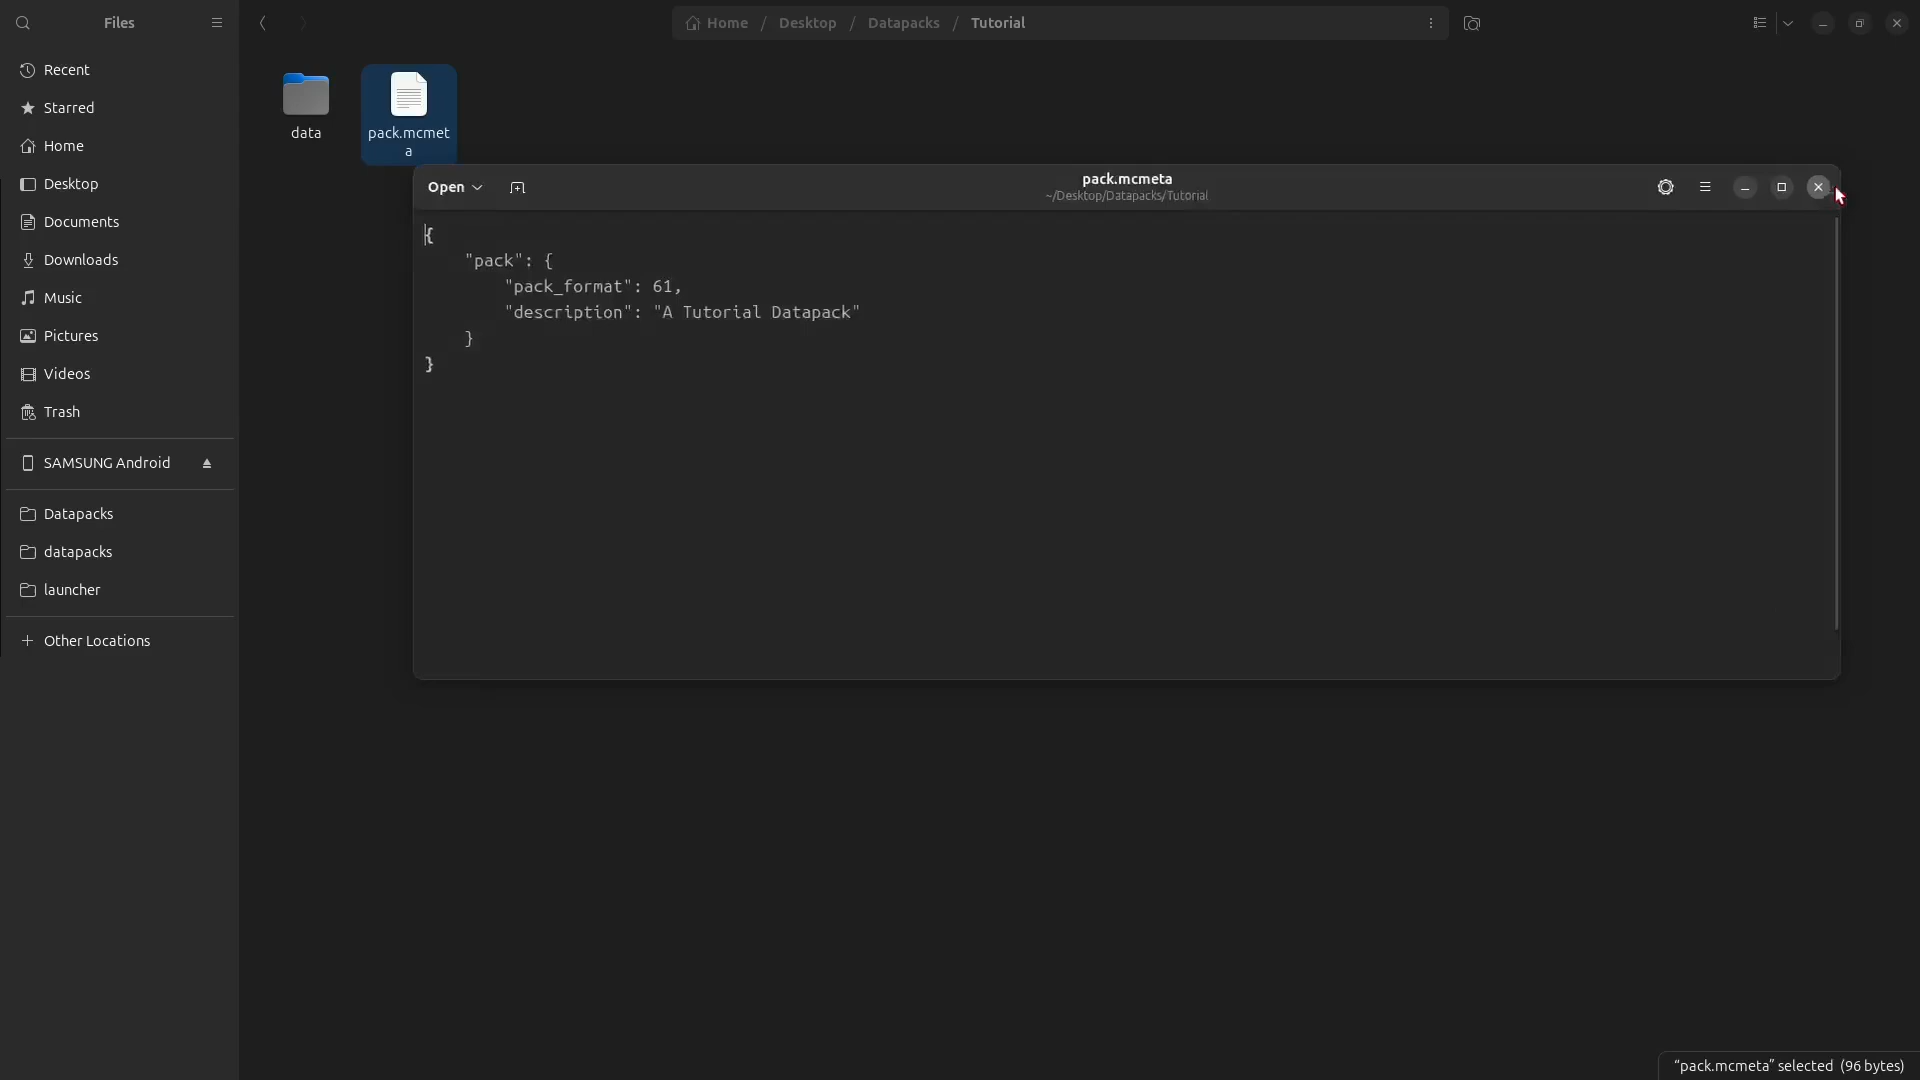 Files
Home / Desktop / Datapacks / Tutorial
Recent
Starred
Home
Desktop
Documents
Downloads
Music
Pictures
Videos
Trash
SAMSUNG Android
Datapacks
datapacks
launcher
Other Locations
data
pack.mcmet
a
Open
pack.mcmeta
~/Desktop/Datapacks/Tutorial
{
    "pack": {
        "pack_format": 61,
        "description": "A Tutorial Datapack"
    }
}
“pack.mcmeta” selected (96 bytes)